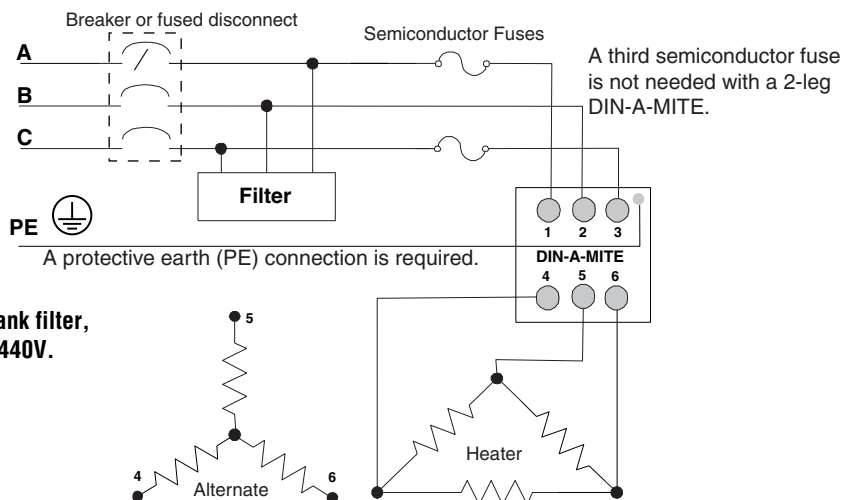 Breaker or fused disconnect
Semiconductor Fuses
A
A third semiconductor fuse
is not needed with a 2-leg
DIN-A-MITE.
B
C
Filter
PE
A protective earth (PE) connection is required.
1 2 3
DIN-A-MITE
4 5 6
ank filter,
440V.
5
4
6
Alternate
Heater